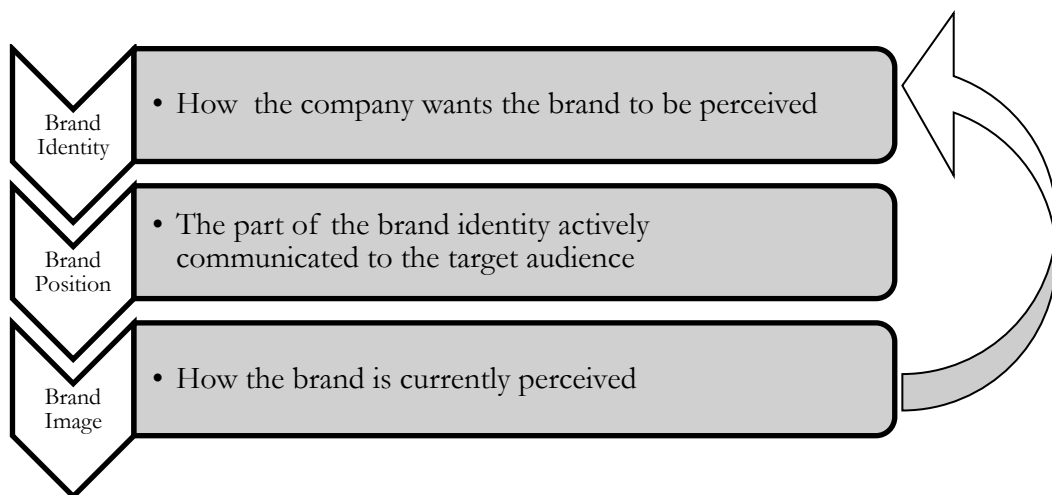 Brand
Identity
• How the company wants the brand to be perceived
Brand
Position
• The part of the brand identity actively
communicated to the target audience
Brand
Image
• How the brand is currently perceived